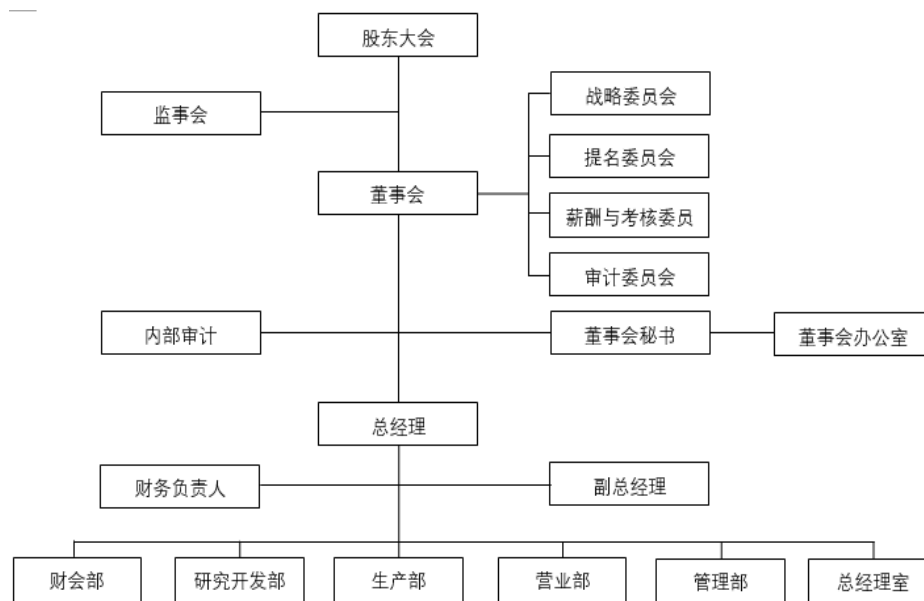 股东大会
战略委员会
监事会
提名委员会
董事会
薪酬与考核委员
审计委员会
内部审计
董事会秘书
董事会办公室
总经理
财务负责人
副总经理
财会部
研究开发部
生产部
营业部
管理部
总经理室